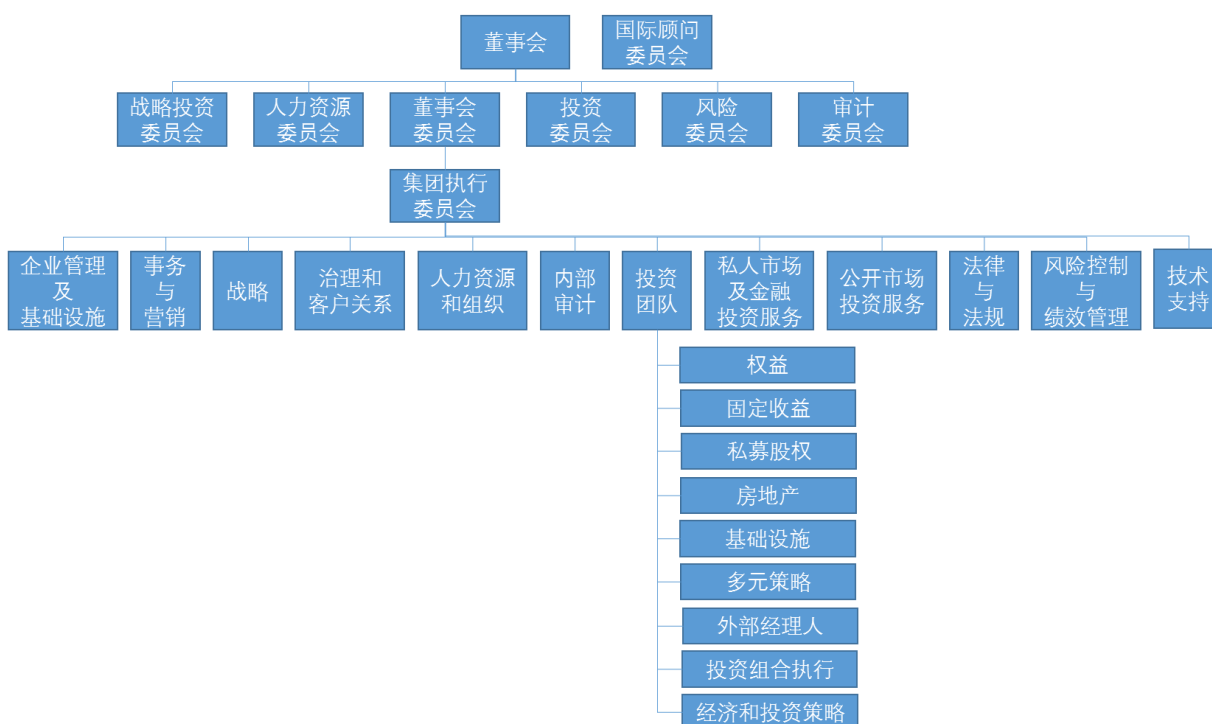 董事会
国际顾问
委员会
战略投资
委员会
人力资源
委员会
董事会
委员会
投资
委员会
风险
委员会
审计
委员会
集团执行
委员会
企业管理
及
基础设施
事务
与
营销
战略
治理和
客户关系
人力资源
和组织
内部
审计
投资
团队
私人市场
及金融
投资服务
公开市场
投资服务
法律
与
法规
风险控制
与
绩效管理
技术
支持
权益
固定收益
私募股权
房地产
基础设施
多元策略
外部经理人
投资组合执行
经济和投资策略